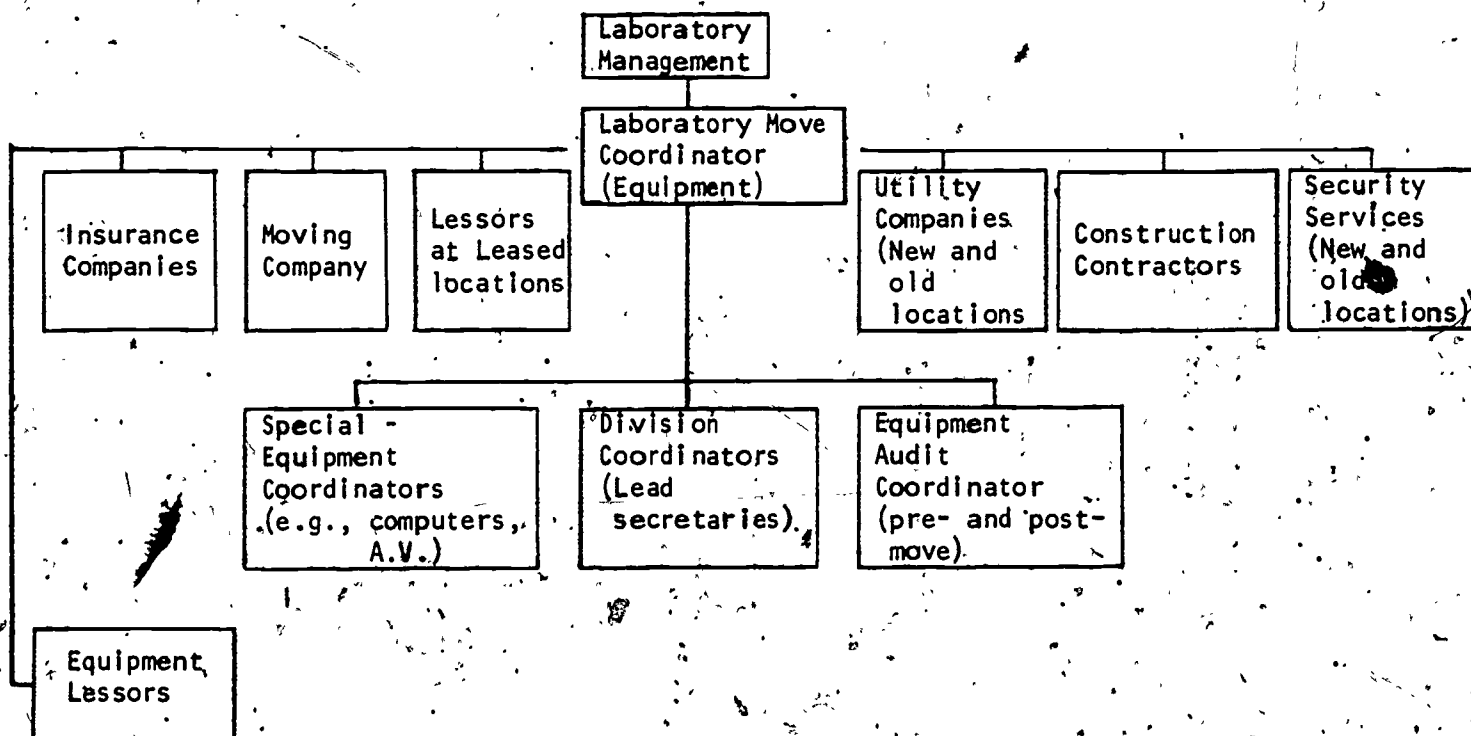 Laboratory
Management
Laboratory Move
Coordinator
(Equipment)
Insurance
Companies
Moving
Company
Lessors
at Leased
locations
Utility
Companies
(New and
old
locations
Construction
Contractors
Security
Services
(New and
old
locations)
Special -
Equipment
Coordinators
(e.g., computers,
A.V.)
Division
Coordinators
(Lead
secretaries)
Equipment
Audit
Coordinator
(pre- and post-
move)
Equipment
Lessors